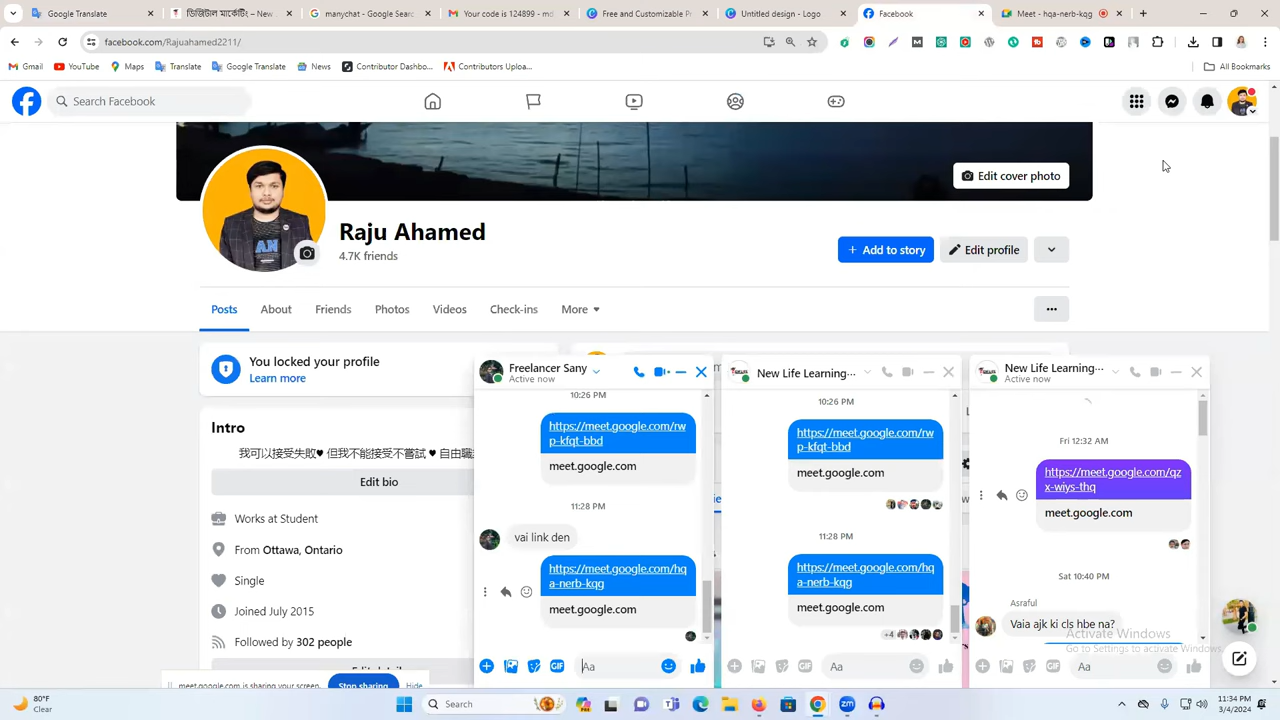 Google Translate
ডিজিটাল মার্কেটিং – New
manychat - Google Sear
Your code is 124899 - md.
Free and Customizable Pr
Untitled design - Logo
Facebook
Meet - hqa-nerb-kqg
facebook.com/Rajuahamed2211/
Gmail
YouTube
Maps
Translate
Google Translate
News
Contributor Dashbo...
Contributors Uploa...
All Bookmarks
Search Facebook
Edit cover photo
Raju Ahamed
4.7K friends
+ Add to story
Edit profile
Posts
About
Friends
Photos
Videos
Check-ins
More
You locked your profile
Learn more
Intro
我可以接受失敗♥ 但我不能接受不嘗試 ♥ 自由職
Edit bio
Works at Student
From Ottawa, Ontario
Single
Joined July 2015
Followed by 302 people
Freelancer Sany
Active now
10:26 PM
https://meet.google.com/rw
p-kfqt-bbd
meet.google.com
11:28 PM
vai link den
https://meet.google.com/hq
a-nerb-kqg
meet.google.com
Aa
New Life Learning...
10:26 PM
https://meet.google.com/rw
p-kfqt-bbd
meet.google.com
11:28 PM
https://meet.google.com/hq
a-nerb-kqg
meet.google.com
+4
Aa
New Life Learning...
Active now
Fri 12:32 AM
https://meet.google.com/qz
x-wiys-thq
meet.google.com
Sat 10:40 PM
Asraful
Vaia ajk ki cls hbe na?
Aa
Activate Windows
Go to Settings to activate Windows.
meet.google.com is sharing your screen.
Stop sharing
Hide
80°F
Clear
Search
11:34 PM
3/4/2024